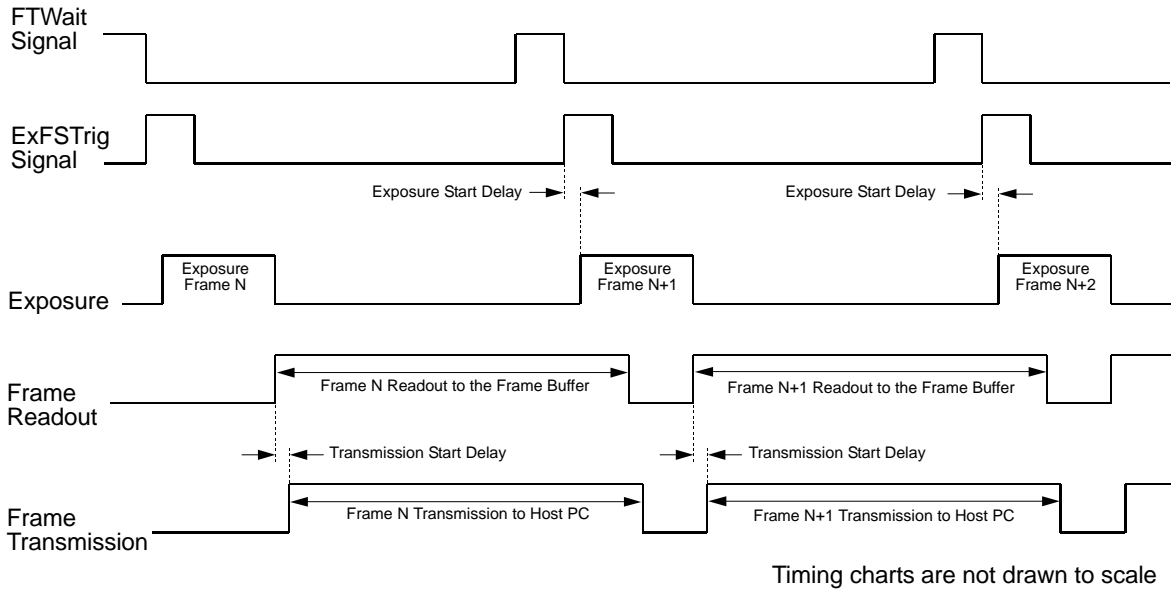 FTWait
Signal
ExFSTrig
Signal
Exposure Start Delay
Exposure Start Delay
Exposure
Exposure
Frame N
Exposure
Frame N+1
Exposure
Frame N+2
Frame
Readout
Frame N Readout to the Frame Buffer
Frame N+1 Readout to the Frame Buffer
Transmission Start Delay
Transmission Start Delay
Frame
Transmission
Frame N Transmission to Host PC
Frame N+1 Transmission to Host PC
Timing charts are not drawn to scale